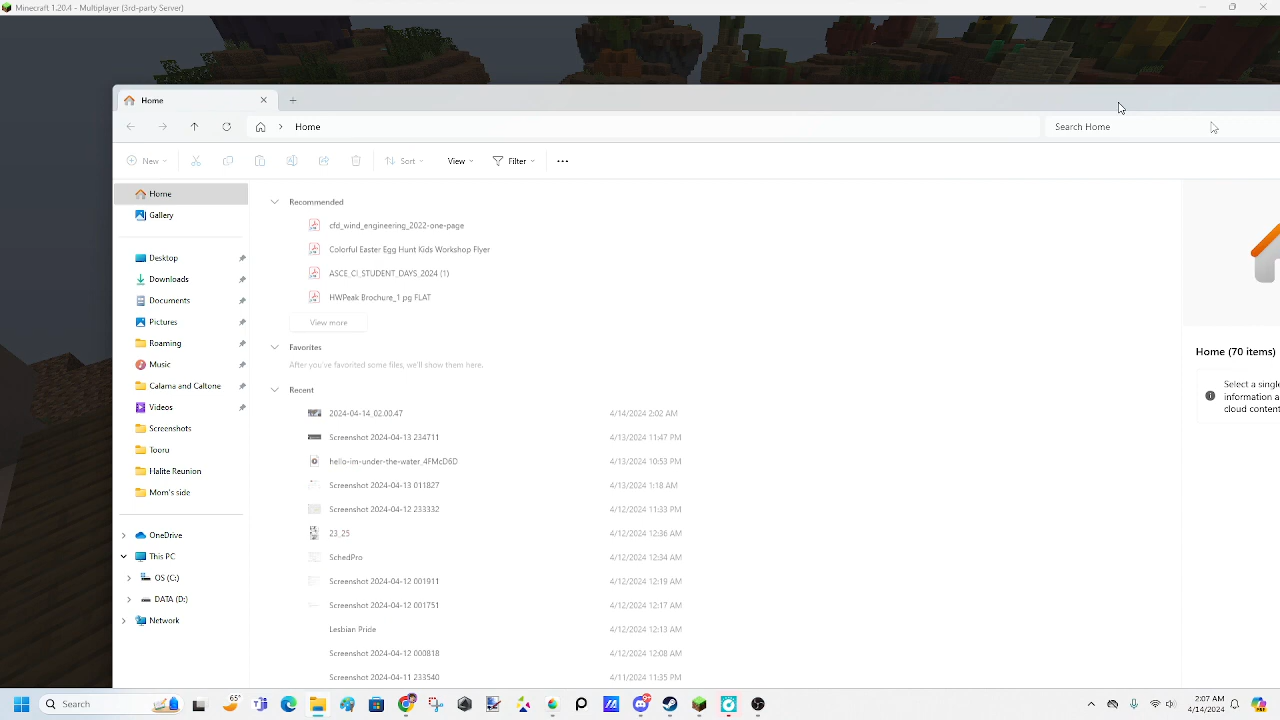 Minecraft 1.20.4 - Multiplayer (3rd-party Server)
Home
Home
Search Home
New
Sort
View
Filter
Home
Gallery
Desktop
Downloads
Documents
Pictures
Roaming
Music
Calama and Caltone
Videos
Screenshots
Tooru
Halite Reunion
Mom's side
OneDrive
This PC
OS (C:)
DATA (D:)
Network
Recommended
cfd_wind_engineering_2022-one-page
Colorful Easter Egg Hunt Kids Workshop Flyer
ASCE_CI_STUDENT_DAYS_2024 (1)
HWPeak Brochure_1 pg FLAT
View more
Favorites
After you've favorited some files, we'll show them here.
Recent
2024-04-14_02.00.47 4/14/2024 2:02 AM
Screenshot 2024-04-13 234711 4/13/2024 11:47 PM
hello-im-under-the-water_4FMcD6D 4/13/2024 10:53 PM
Screenshot 2024-04-13 011827 4/13/2024 1:18 AM
Screenshot 2024-04-12 233332 4/12/2024 11:33 PM
23_25 4/12/2024 12:36 AM
SchedPro 4/12/2024 12:34 AM
Screenshot 2024-04-12 001911 4/12/2024 12:19 AM
Screenshot 2024-04-12 001751 4/12/2024 12:17 AM
Lesbian Pride 4/12/2024 12:13 AM
Screenshot 2024-04-12 000818 4/12/2024 12:08 AM
Screenshot 2024-04-11 233540 4/11/2024 11:35 PM
Home (70 items)
Select a single
information a
cloud content
Search
65°
2:07 AM
4/14/2024